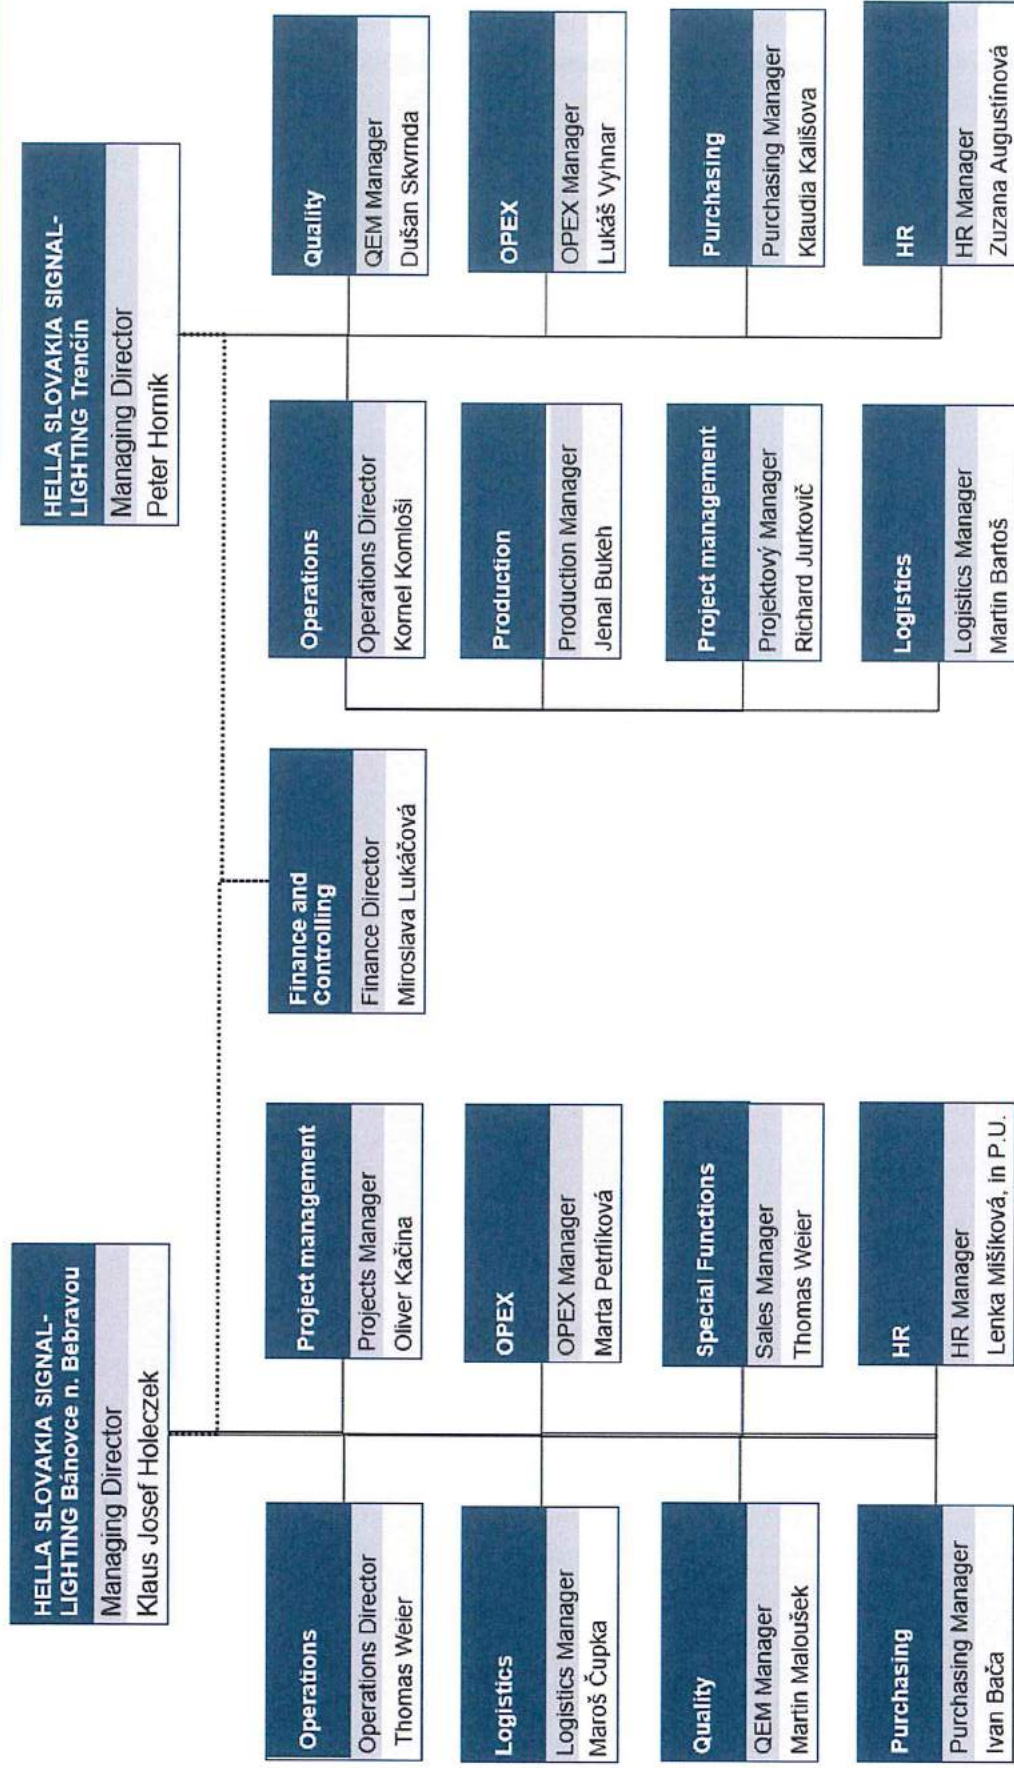 HELLA SLOVAKIA SIGNAL-
LIGHTING Bánovce n. Bebravou
Managing Director
Klaus Josef Holeczek
HELLA SLOVAKIA SIGNAL-
LIGHTING Trenčín
Managing Director
Peter Horník
Operations
Operations Director
Thomas Weier
Project management
Projects Manager
Oliver Kačina
Finance and
Controlling
Finance Director
Miroslava Lukáčová
Operations
Operations Director
Kornel Komloši
Quality
QEM Manager
Dušan Skvrnda
Logistics
Logistics Manager
Maroš Čupka
OPEX
OPEX Manager
Marta Petrlíková
Production
Production Manager
Jenal Bukeh
OPEX
OPEX Manager
Lukáš Vyhnar
Quality
QEM Manager
Martin Maloušek
Special Functions
Sales Manager
Thomas Weier
Project management
Projektový Manager
Richard Jurkovič
Purchasing
Purchasing Manager
Klaudia Kališova
Purchasing
Purchasing Manager
Ivan Bača
HR
HR Manager
Lenka Mišíková, in P.U.
Logistics
Logistics Manager
Martin Bartoš
HR
HR Manager
Zuzana Augustínová